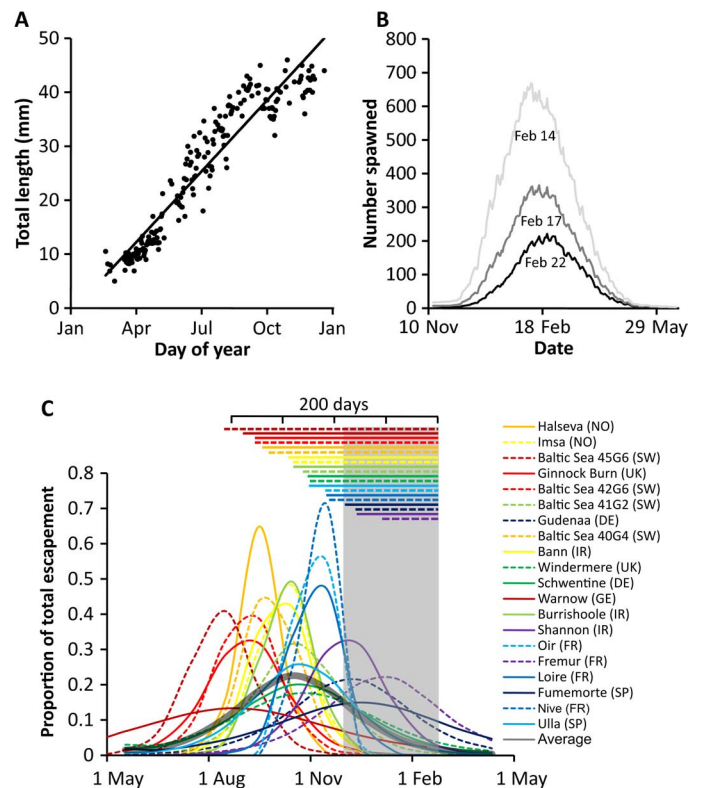 A
50
40
30
20
10
0
Total length (mm)
Jan
Apr
Jul
Oct
Jan
Day of year
B
800
700
600
500
400
300
200
100
0
Number spawned
Feb 14
Feb 17
Feb 22
10 Nov
18 Feb
29 May
Date
C
200 days
0.8
0.7
0.6
0.5
0.4
0.3
0.2
0.1
0
Proportion of total escapement
1 May
1 Aug
1 Nov
1 Feb
1 May
Halseva (NO)
Imsa (NO)
Baltic Sea 45G6 (SW)
Ginnock Burn (UK)
Baltic Sea 42G6 (SW)
Baltic Sea 41G2 (SW)
Gudenaa (DE)
Baltic Sea 40G4 (SW)
Bann (IR)
Windermere (UK)
Schwentine (DE)
Warnow (GE)
Burrishoole (IR)
Shannon (IR)
Oir (FR)
Fremur (FR)
Loire (FR)
Fumemorte (SP)
Nive (FR)
Ulla (SP)
Average